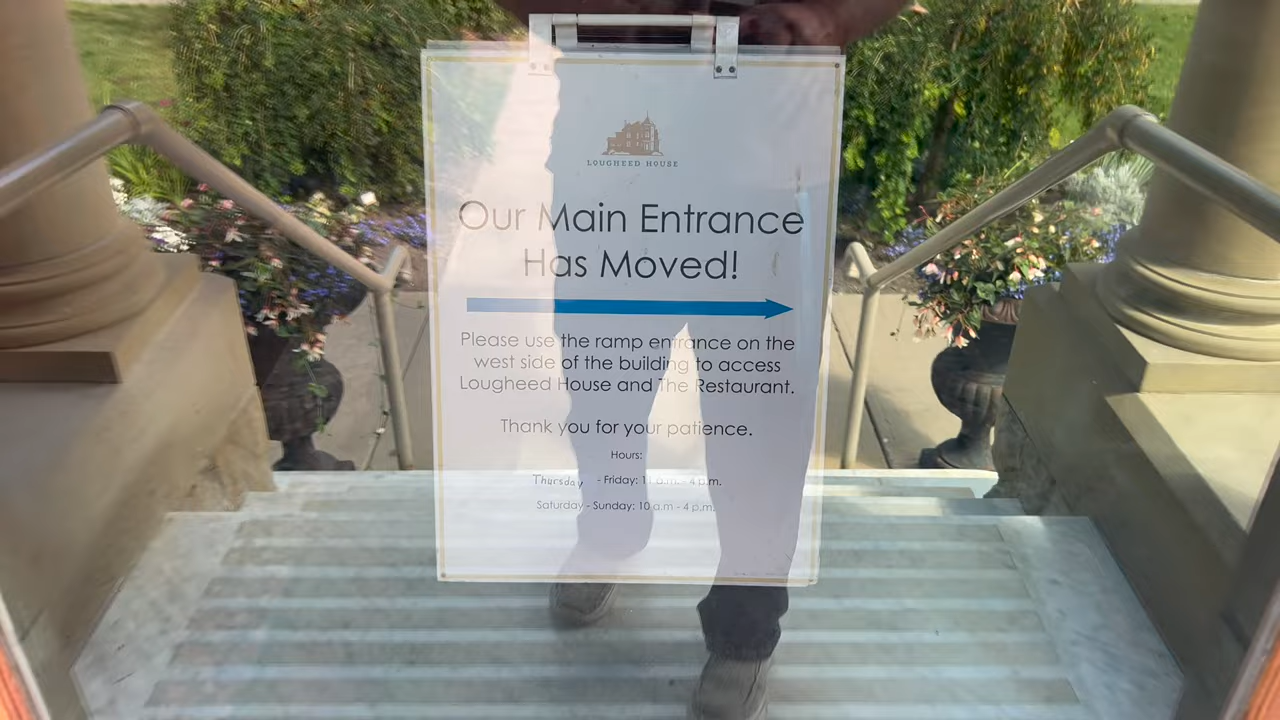 LOUGHEED HOUSE
Our Main Entrance
Has Moved!
Please use the ramp entrance on the
west side of the building to access
Lougheed House and The Restaurant.
Thank you for your patience.
Hours:
Thursday - Friday: 11 a.m. - 4 p.m.
Saturday - Sunday: 10 a.m - 4 p.m.